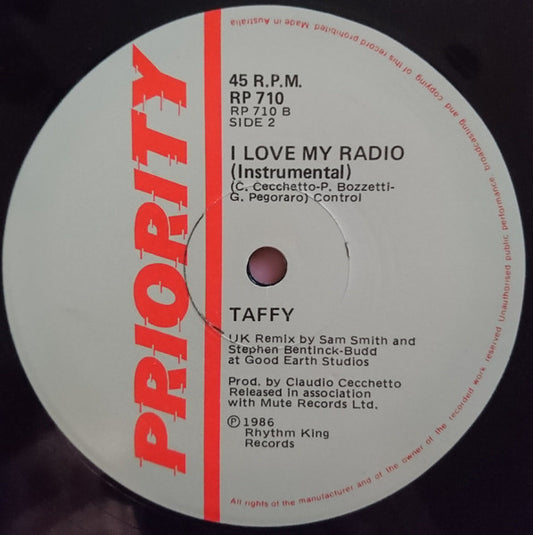 PRIORITY
45 R.P.M.
RP 710
RP 710 B
SIDE 2
I LOVE MY RADIO
(Instrumental)
(C. Cecchetto-P. Bozzetti-
G. Pegoraro) Control
TAFFY
UK Remix by Sam Smith and
Stephen Bentinck-Budd
at Good Earth Studios
Prod. by Claudio Cecchetto
Released in association
with Mute Records Ltd.
℗ 1986
Rhythm King
Records
All rights of the manufacturer and of the owner of the recorded work reserved Unauthorised public performance, broadcasting and copying of this record prohibited Made in Australia